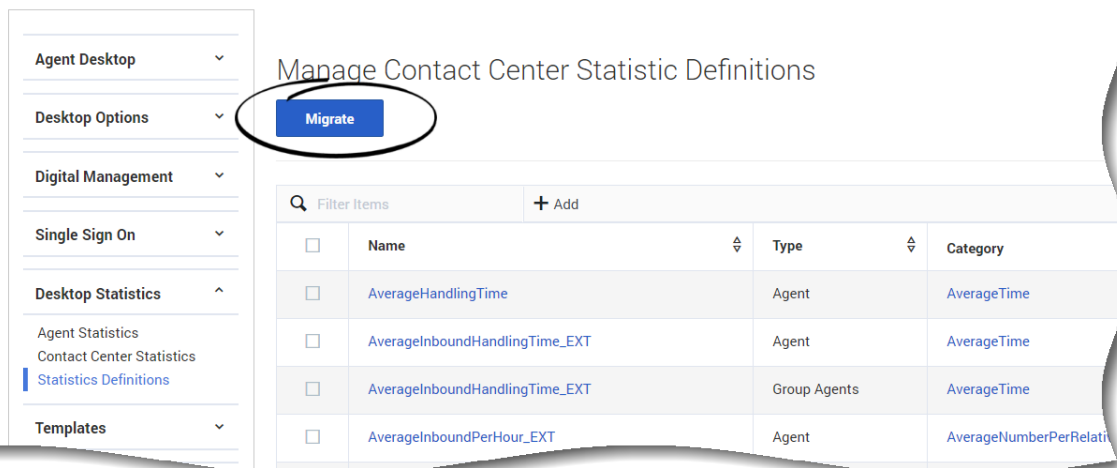 Agent Desktop
Desktop Options
Digital Management
Single Sign On
Desktop Statistics
Agent Statistics
Contact Center Statistics
Statistics Definitions
Templates
Manage Contact Center Statistic Definitions
Migrate
Filter Items
+ Add
Name Type Category
AverageHandlingTime Agent AverageTime
AverageInboundHandlingTime_EXT Agent AverageTime
AverageInboundHandlingTime_EXT Group Agents AverageTime
AverageInboundPerHour_EXT Agent AverageNumberPerRelati